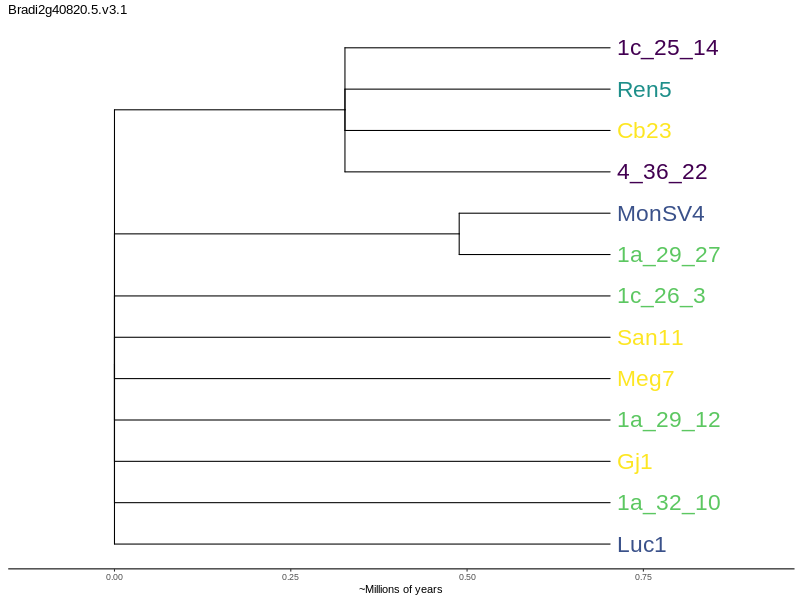 Bradi2g40820.5.v3.1
1c_25_14
Ren5
Cb23
4_36_22
MonSV4
1a_29_27
1c_26_3
San11
Meg7
1a_29_12
Gj1
1a_32_10
Luc1
0.00 0.25 0.50 0.75
~Millions of years